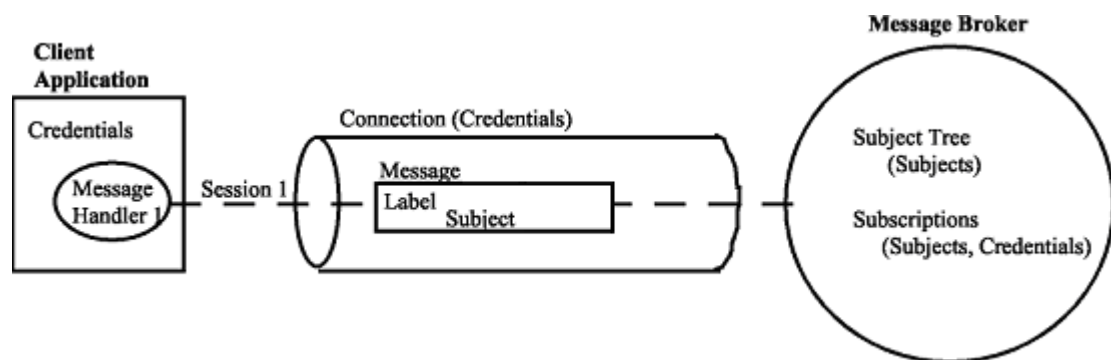 Client
Application
Credentials
Message
Handler 1
Session 1
Connection (Credentials)
Message
Label
Subject
Message Broker
Subject Tree
(Subjects)
Subscriptions
(Subjects, Credentials)